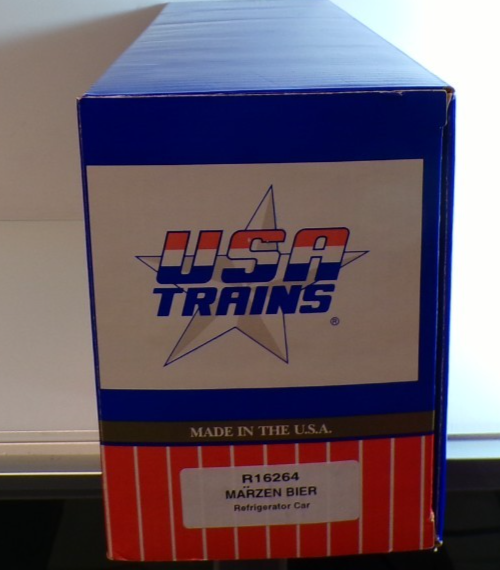 USA
TRAINS
®
MADE IN THE U.S.A.
R16264
MÄRZEN BIER
Refrigerator Car